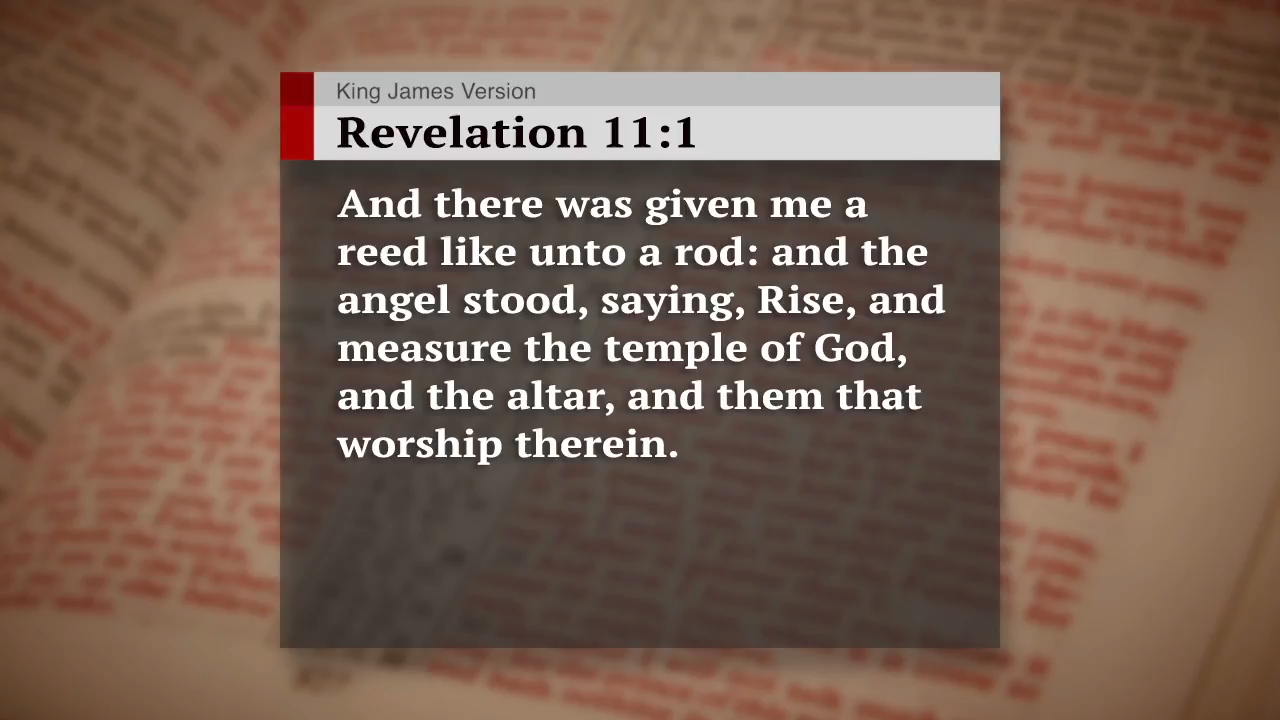 King James Version
Revelation 11:1
And there was given me a
reed like unto a rod: and the
angel stood, saying, Rise, and
measure the temple of God,
and the altar, and them that
worship therein.